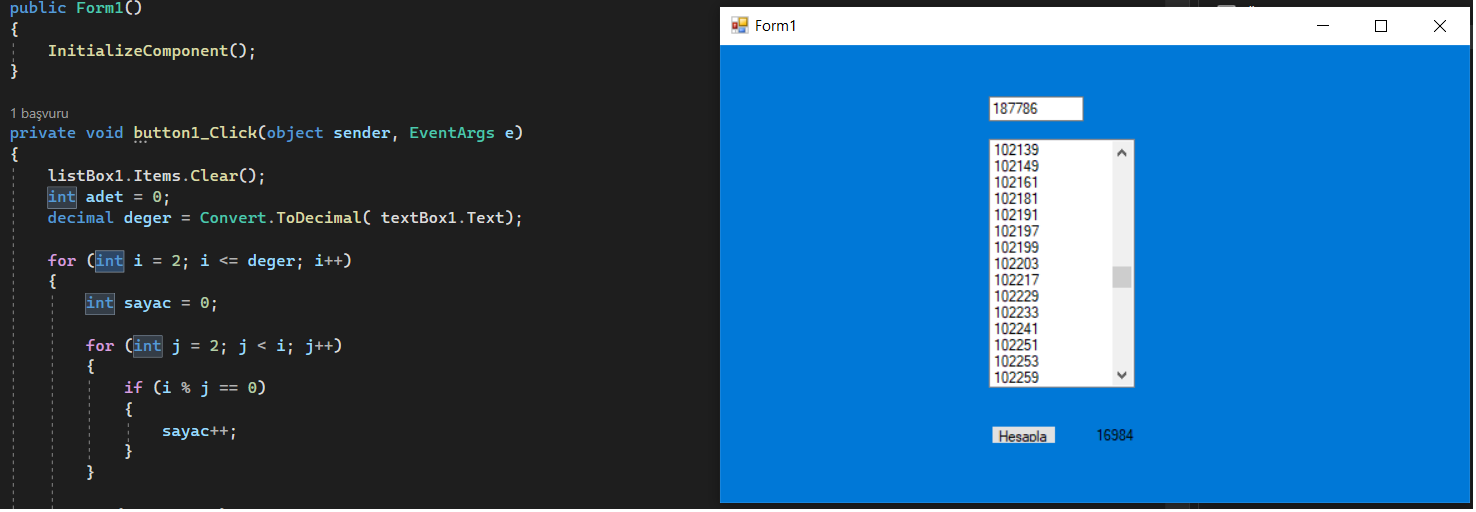 public Form1()
{
InitializeComponent();
}
1 başvuru
private void button1_Click(object sender, EventArgs e)
{
listBox1.Items.Clear();
int adet = 0;
decimal deger = Convert.ToDecimal( textBox1.Text);
for (int i = 2; i <= deger; i++)
{
int sayac = 0;
for (int j = 2; j < i; j++)
{
if (i % j == 0)
{
sayac++;
}
}
Form1
187786
102139
102149
102161
102181
102191
102197
102199
102203
102217
102229
102233
102241
102251
102253
102259
Hesapla
16984